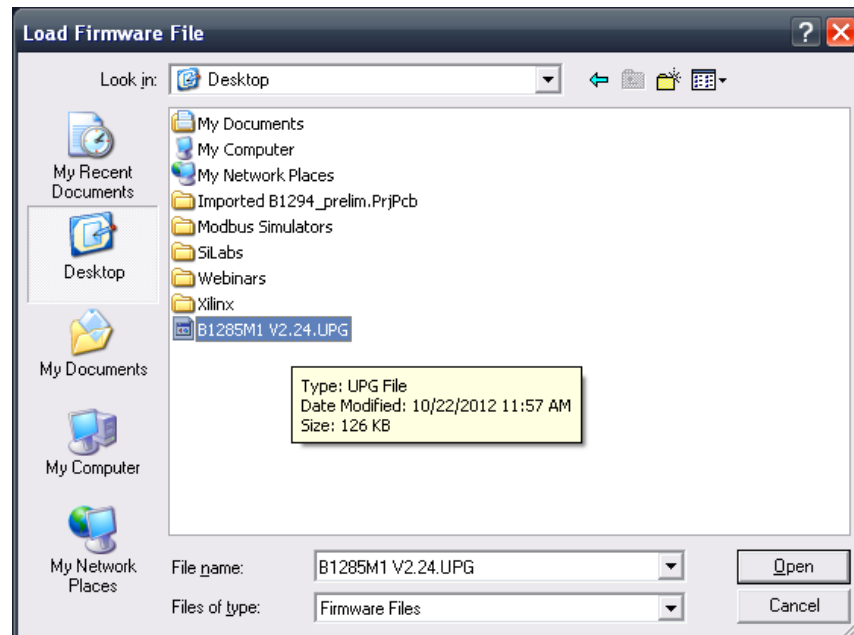 Load Firmware File
Look in:
Desktop
My Recent
Documents
Desktop
My Documents
My Computer
My Network
Places
My Documents
My Computer
My Network Places
Imported B1294_prelim.PrjPcb
Modbus Simulators
SiLabs
Webinars
Xilinx
B1285M1 V2.24.UPG
Type: UPG File
Date Modified: 10/22/2012 11:57 AM
Size: 126 KB
File name:
B1285M1 V2.24.UPG
Open
Files of type:
Firmware Files
Cancel